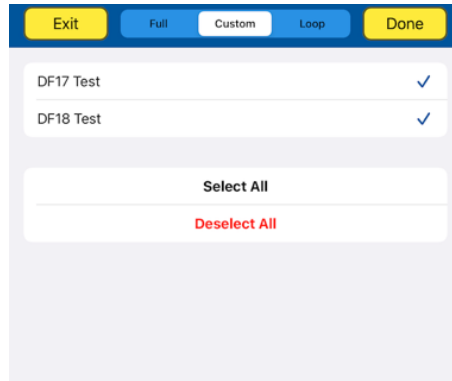 Exit Full Custom Loop Done
DF17 Test
DF18 Test
Select All
Deselect All